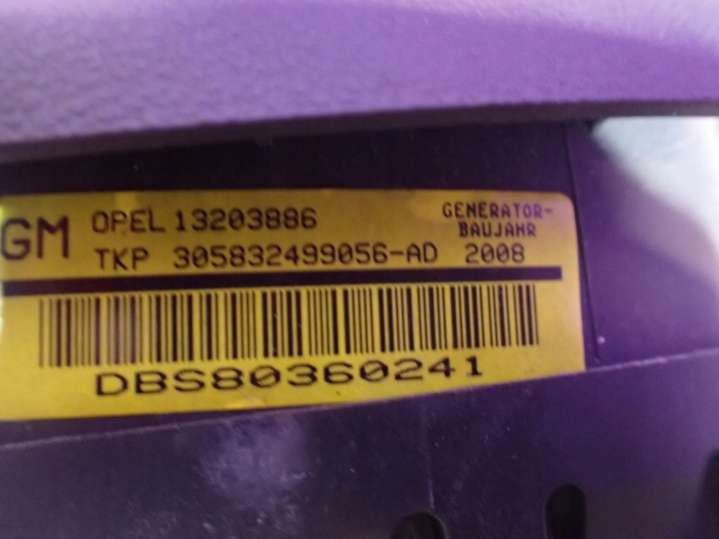 GM OPEL 13203886 GENERATOR-
BAUJAHR
TKP 305832499056-AD 2008
DBS80360241